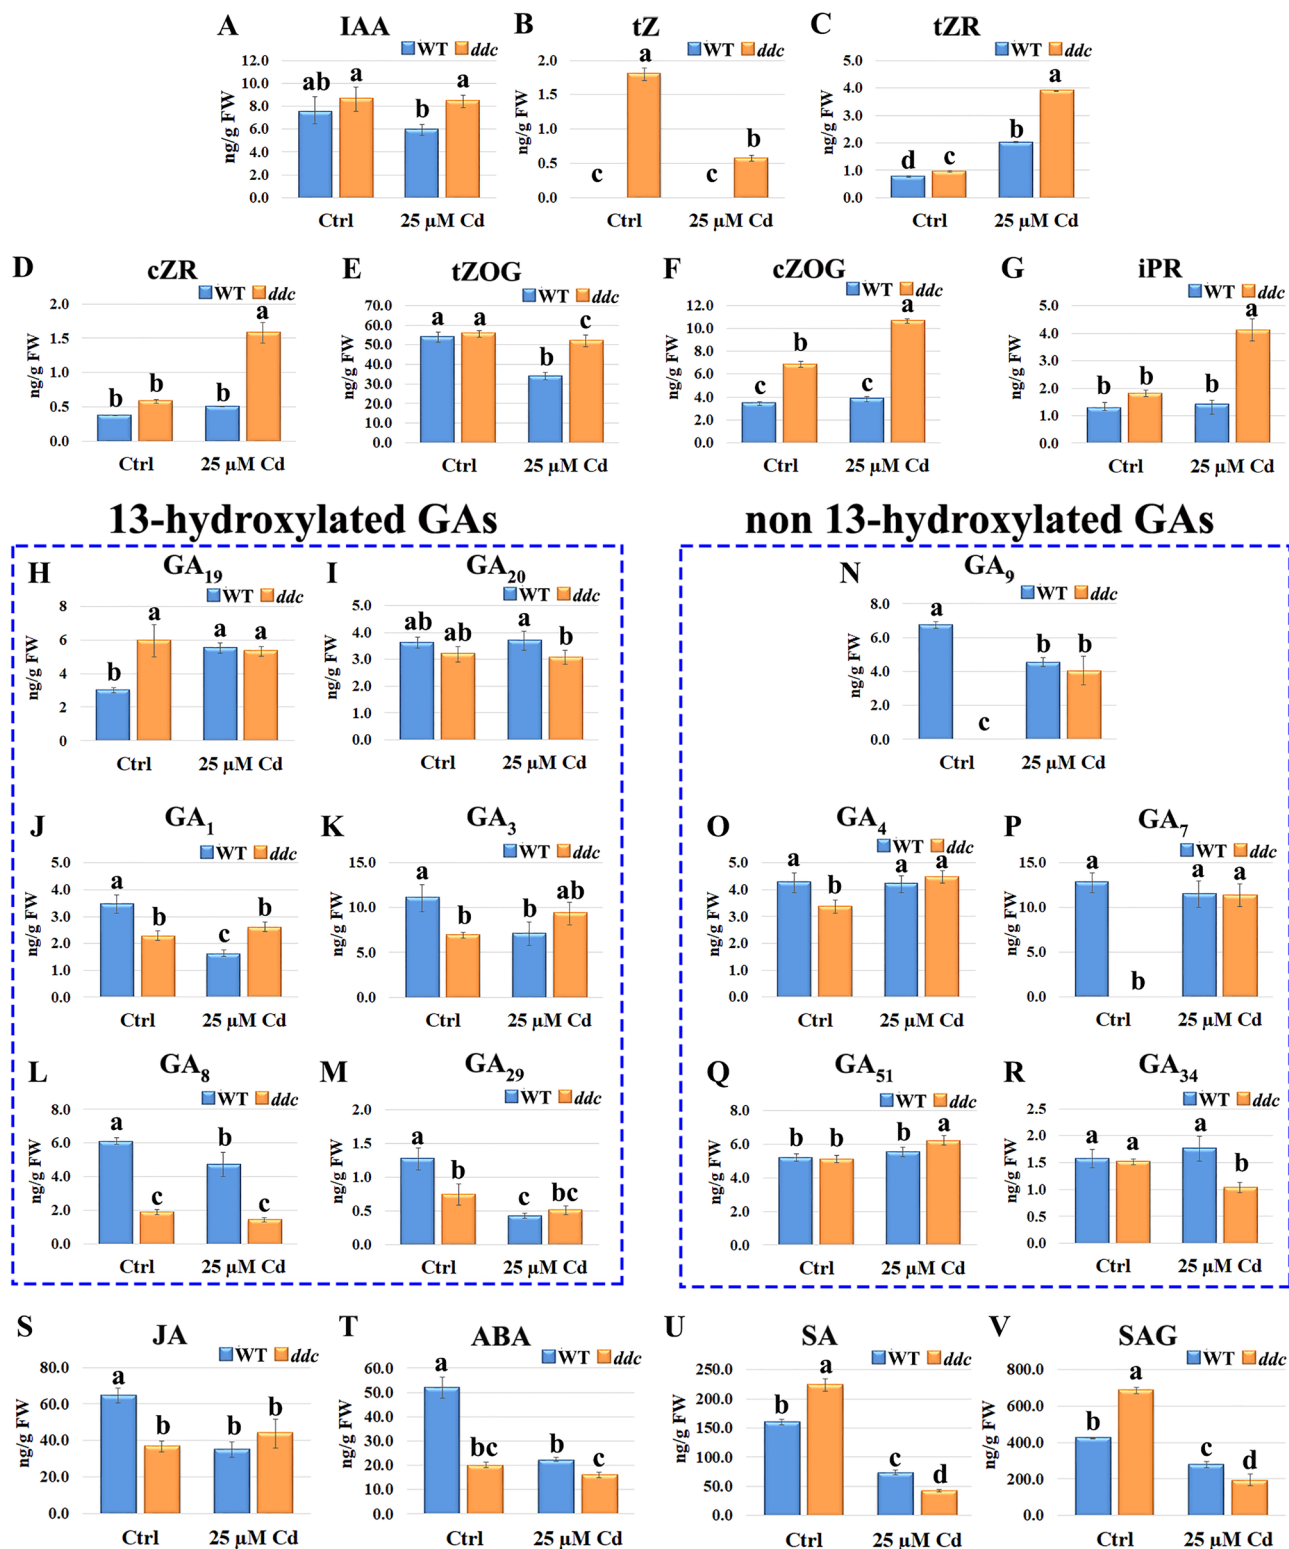 A IAA
WT ddc
12.0
10.0
8.0
6.0
4.0
2.0
0.0
ng/g FW
ab a b a
Ctrl 25 µM Cd
B tZ
WT ddc
2.0
1.5
1.0
0.5
0.0
ng/g FW
c a c b
Ctrl 25 µM Cd
C tZR
WT ddc
5.0
4.0
3.0
2.0
1.0
0.0
ng/g FW
d c b a
Ctrl 25 µM Cd
D cZR
WT ddc
2.0
1.5
1.0
0.5
0.0
ng/g FW
b b b a
Ctrl 25 µM Cd
E tZOG
WT ddc
70.0
60.0
50.0
40.0
30.0
20.0
10.0
0.0
ng/g FW
a a b c
Ctrl 25 µM Cd
F cZOG
WT ddc
12.0
10.0
8.0
6.0
4.0
2.0
0.0
ng/g FW
c b c a
Ctrl 25 µM Cd
G iPR
WT ddc
5.0
4.0
3.0
2.0
1.0
0.0
ng/g FW
b b b a
Ctrl 25 µM Cd
13-hydroxylated GAs
non 13-hydroxylated GAs
H GA19
WT ddc
8
6
4
2
0
ng/g FW
b a a a
Ctrl 25 µM Cd
I GA20
WT ddc
5.0
4.0
3.0
2.0
1.0
0.0
ng/g FW
ab ab a b
Ctrl 25 µM Cd
N GA9
WT ddc
8.0
6.0
4.0
2.0
0.0
ng/g FW
a c b b
Ctrl 25 µM Cd
J GA1
WT ddc
5.0
4.0
3.0
2.0
1.0
0.0
ng/g FW
a b c b
Ctrl 25 µM Cd
K GA3
WT ddc
15.0
10.0
5.0
0.0
ng/g FW
a b b ab
Ctrl 25 µM Cd
O GA4
WT ddc
5.0
4.0
3.0
2.0
1.0
0.0
ng/g FW
a b a a
Ctrl 25 µM Cd
P GA7
WT ddc
15.0
10.0
5.0
0.0
ng/g FW
a b a a
Ctrl 25 µM Cd
L GA8
WT ddc
8.0
6.0
4.0
2.0
0.0
ng/g FW
a c b c
Ctrl 25 µM Cd
M GA29
WT ddc
2.0
1.5
1.0
0.5
0.0
ng/g FW
a b c bc
Ctrl 25 µM Cd
Q GA51
WT ddc
8.0
6.0
4.0
2.0
0.0
ng/g FW
b b b a
Ctrl 25 µM Cd
R GA34
WT ddc
2.5
2.0
1.5
1.0
0.5
0.0
ng/g FW
a a a b
Ctrl 25 µM Cd
S JA
WT ddc
80.0
60.0
40.0
20.0
0.0
ng/g FW
a b b b
Ctrl 25 µM Cd
T ABA
WT ddc
60.0
50.0
40.0
30.0
20.0
10.0
0.0
ng/g FW
a bc b c
Ctrl 25 µM Cd
U SA
WT ddc
250.0
200.0
150.0
100.0
50.0
0.0
ng/g FW
b a c d
Ctrl 25 µM Cd
V SAG
WT ddc
800.0
600.0
400.0
200.0
0.0
ng/g FW
b a c d
Ctrl 25 µM Cd